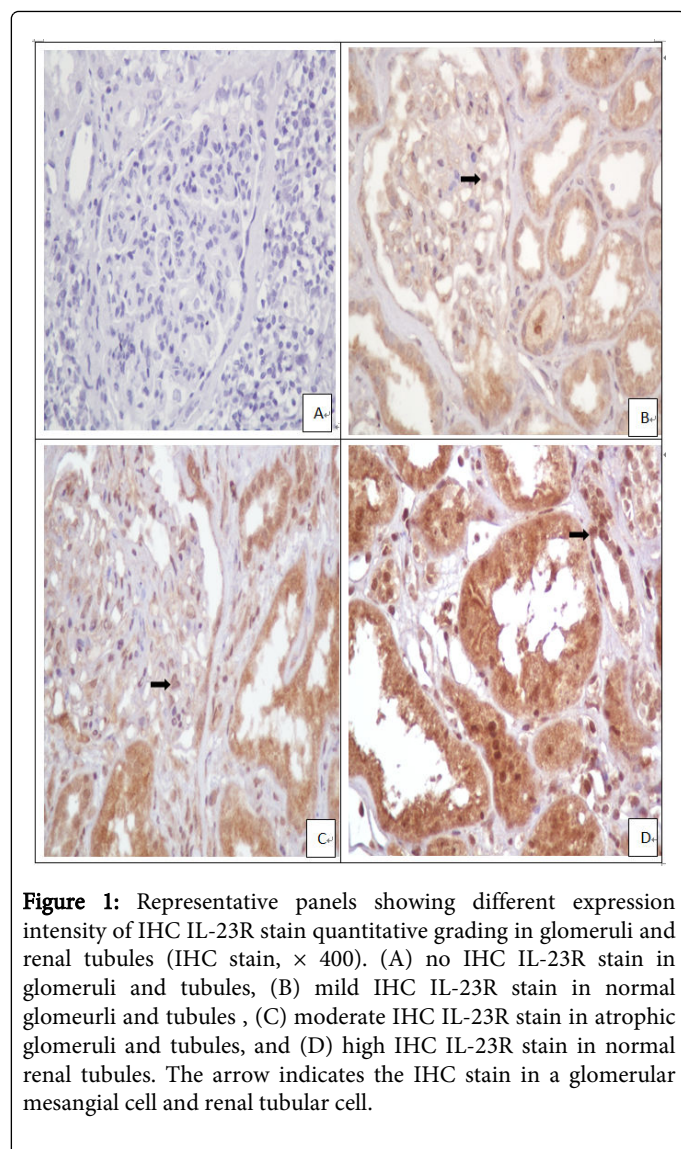 A
B
C
D
Figure 1: Representative panels showing different expression
intensity of IHC IL-23R stain quantitative grading in glomeruli and
renal tubules (IHC stain, × 400). (A) no IHC IL-23R stain in
glomeruli and tubules, (B) mild IHC IL-23R stain in normal
glomeurli and tubules , (C) moderate IHC IL-23R stain in atrophic
glomeruli and tubules, and (D) high IHC IL-23R stain in normal
renal tubules. The arrow indicates the IHC stain in a glomerular
mesangial cell and renal tubular cell.